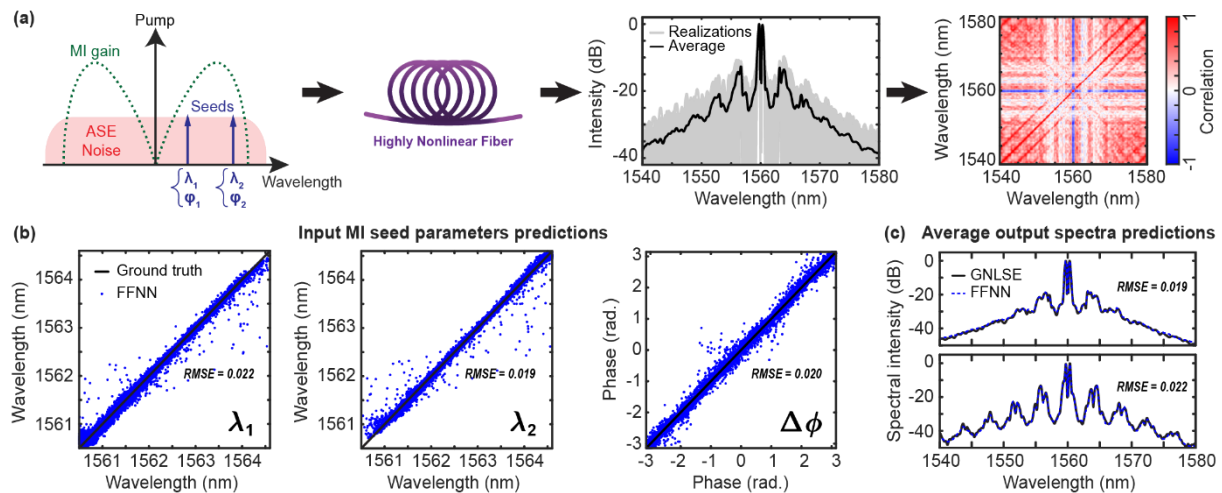 (a)
Pump
MI gain
Seeds
ASE
Noise
Wavelength
λ1
φ1
λ2
φ2
Highly Nonlinear Fiber
Intensity (dB)
0
-20
-40
Realizations
Average
1540 1550 1560 1570 1580
Wavelength (nm)
Wavelength (nm)
1580
1560
1540
1540 1560 1580
Wavelength (nm)
1
0
-1
Correlation
(b)
Input MI seed parameters predictions
Wavelength (nm)
1564
1563
1562
1561
Ground truth
FFNN
RMSE = 0.022
λ1
1561 1562 1563 1564
Wavelength (nm)
Wavelength (nm)
1564
1563
1562
1561
RMSE = 0.019
λ2
1561 1562 1563 1564
Wavelength (nm)
Phase (rad.)
3
2
1
0
-1
-2
-3
RMSE = 0.020
Δϕ
-3 -2 -1 0 1 2 3
Phase (rad.)
(c)
Average output spectra predictions
Spectral intensity (dB)
0
-20
-40
GNLSE
FFNN
RMSE = 0.019
0
-20
-40
RMSE = 0.022
1540 1550 1560 1570 1580
Wavelength (nm)